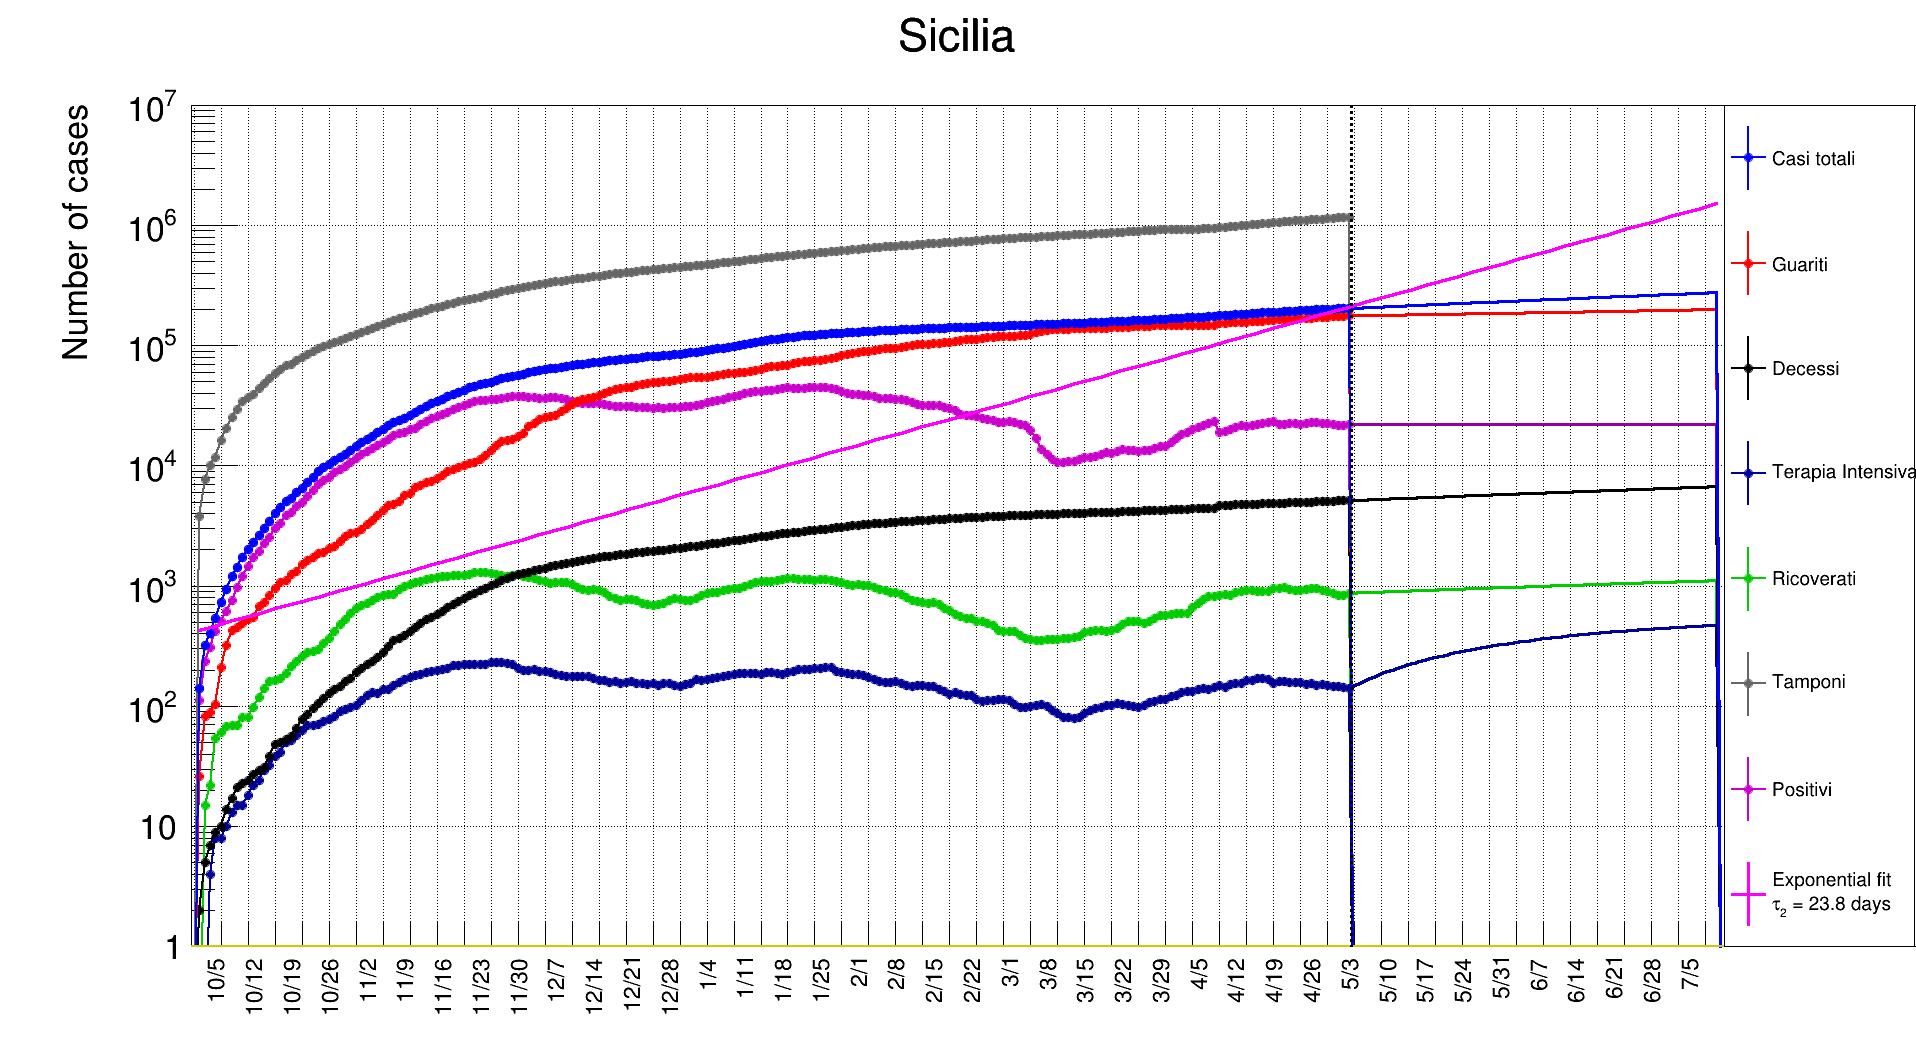 Sicilia
Number of cases
10^7
10^6
10^5
10^4
10^3
10^2
10
1
10/5 10/12 10/19 10/26 11/2 11/9 11/16 11/23 11/30 12/7 12/14 12/21 12/28 1/4 1/11 1/18 1/25 2/1 2/8 2/15 2/22 3/1 3/8 3/15 3/22 3/29 4/5 4/12 4/19 4/26 5/3 5/10 5/17 5/24 5/31 6/7 6/14 6/21 6/28 7/5
Casi totali
Guariti
Decessi
Terapia Intensiva
Ricoverati
Tamponi
Positivi
Exponential fit
τ_2 = 23.8 days